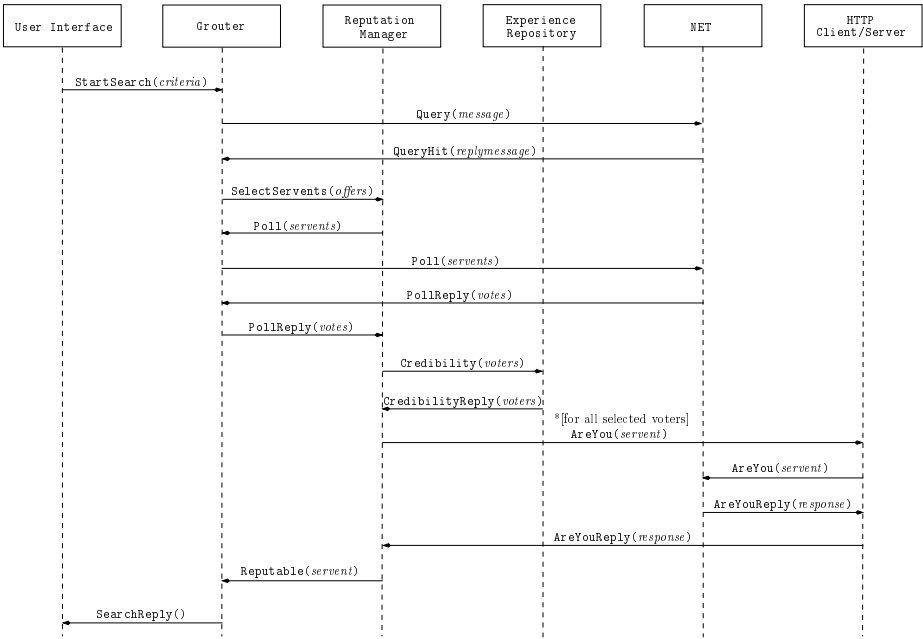 User Interface
Grouter
Reputation
Manager
Experience
Repository
NET
HTTP
Client/Server
StartSearch(criteria)
Query(message)
QueryHit(replymessage)
SelectServents(offers)
Poll(servents)
Poll(servents)
PollReply(votes)
PollReply(votes)
Credibility(voters)
CredibilityReply(voters)
*[for all selected voters]
AreYou(servent)
AreYou(servent)
AreYouReply(response)
AreYouReply(response)
Reputable(servent)
SearchReply()